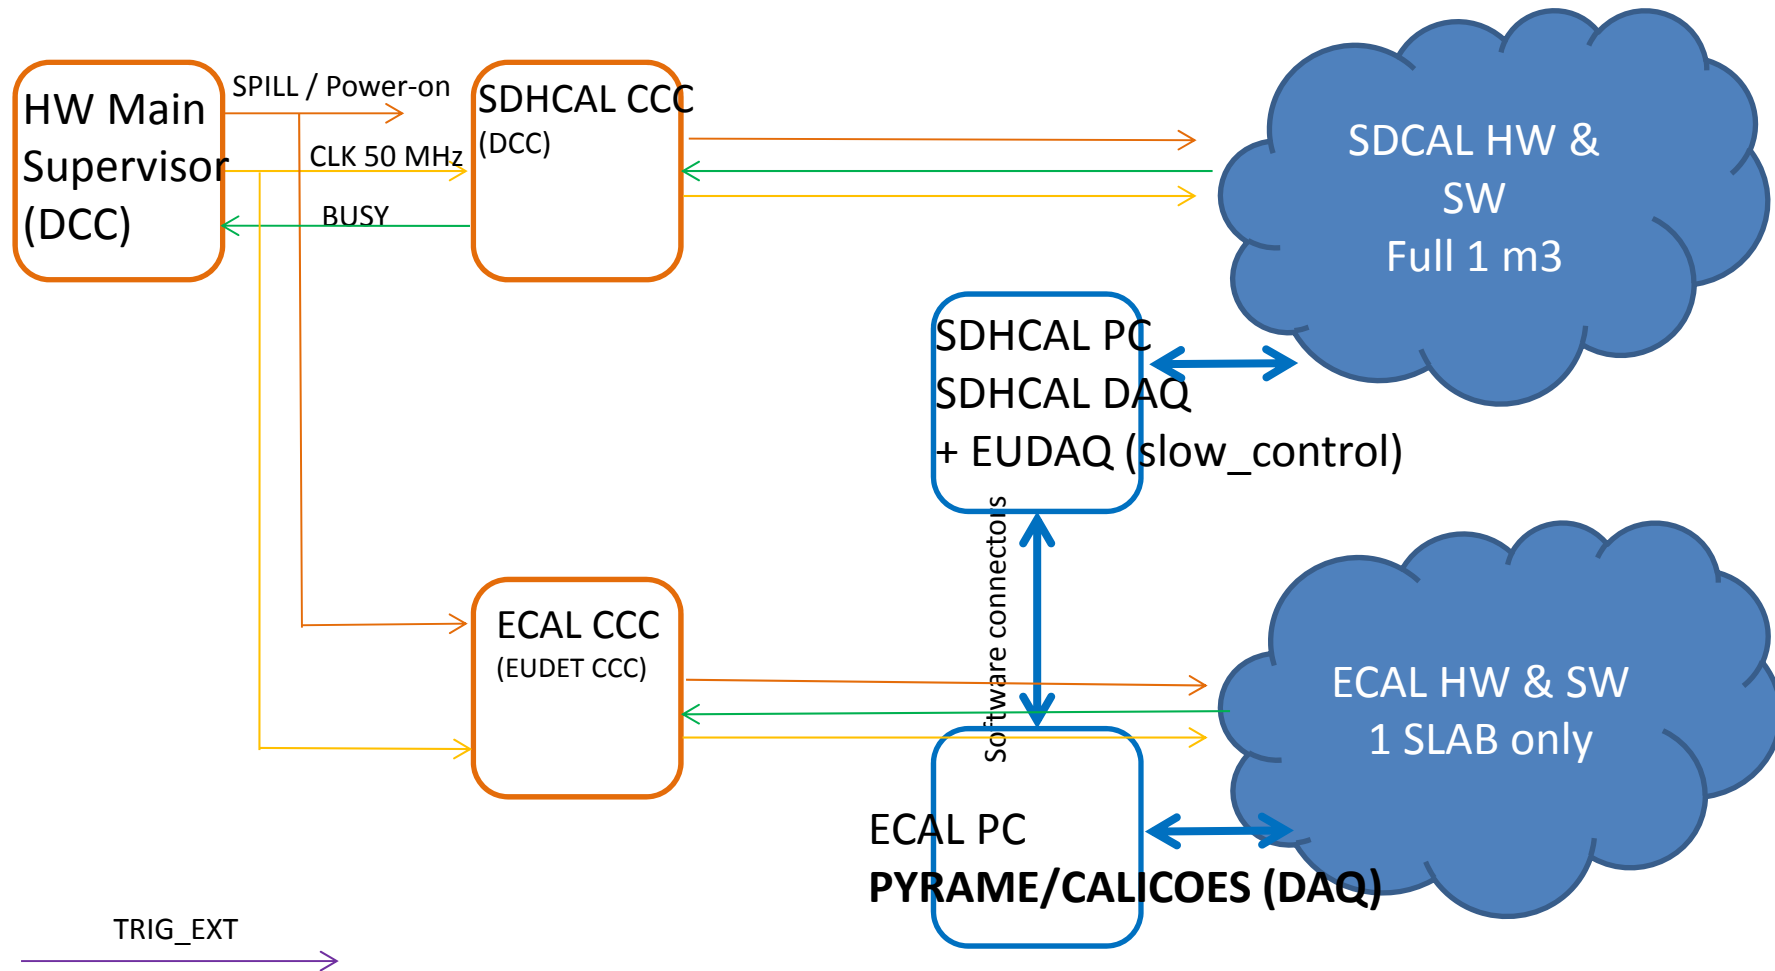 HW Main
Supervisor
(DCC)
SPILL / Power-on
CLK 50 MHz
BUSY
SDHCAL CCC
(DCC)
SDCAL HW &
SW
Full 1 m3
SDHCAL PC
SDHCAL DAQ
+ EUDAQ (slow_control)
Software connectors
ECAL CCC
(EUDET CCC)
ECAL HW & SW
1 SLAB only
ECAL PC
PYRAME/CALICOES (DAQ)
TRIG_EXT